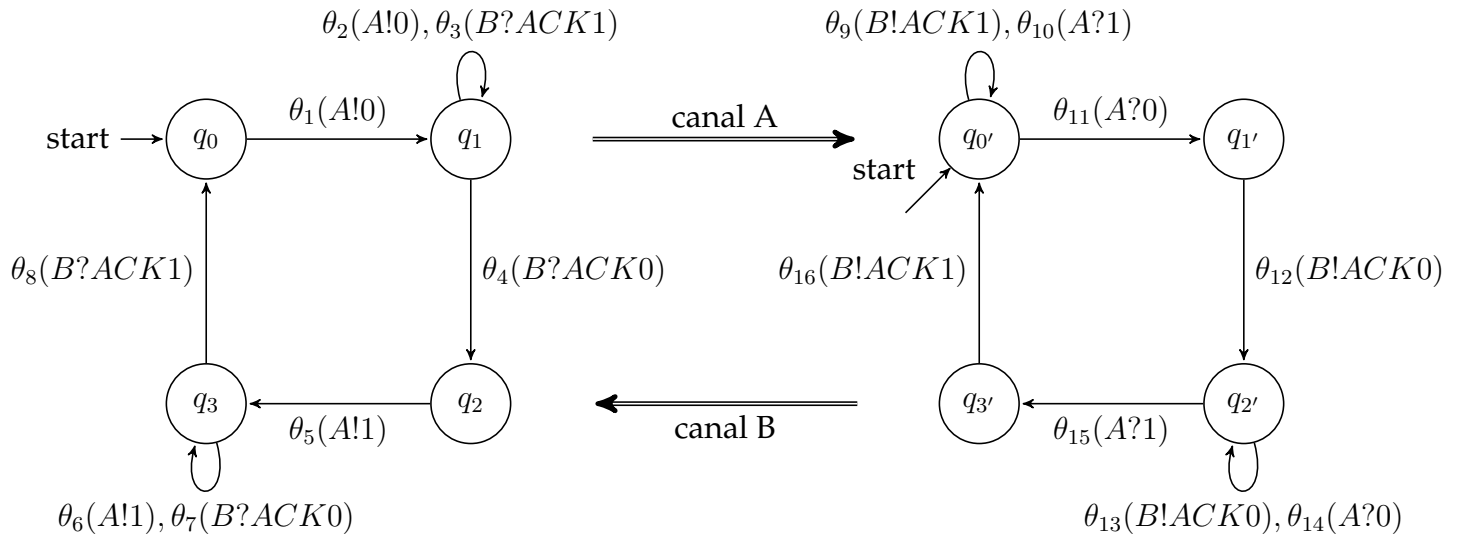 θ₂(A!0), θ₃(B?ACK1)
θ₉(B!ACK1), θ₁₀(A?1)
start
q₀
θ₁(A!0)
q₁
canal A
q₀′
θ₁₁(A?0)
q₁′
start
θ₈(B?ACK1)
θ₄(B?ACK0)
θ₁₆(B!ACK1)
θ₁₂(B!ACK0)
q₃
θ₅(A!1)
q₂
canal B
q₃′
θ₁₅(A?1)
q₂′
θ₆(A!1), θ₇(B?ACK0)
θ₁₃(B!ACK0), θ₁₄(A?0)